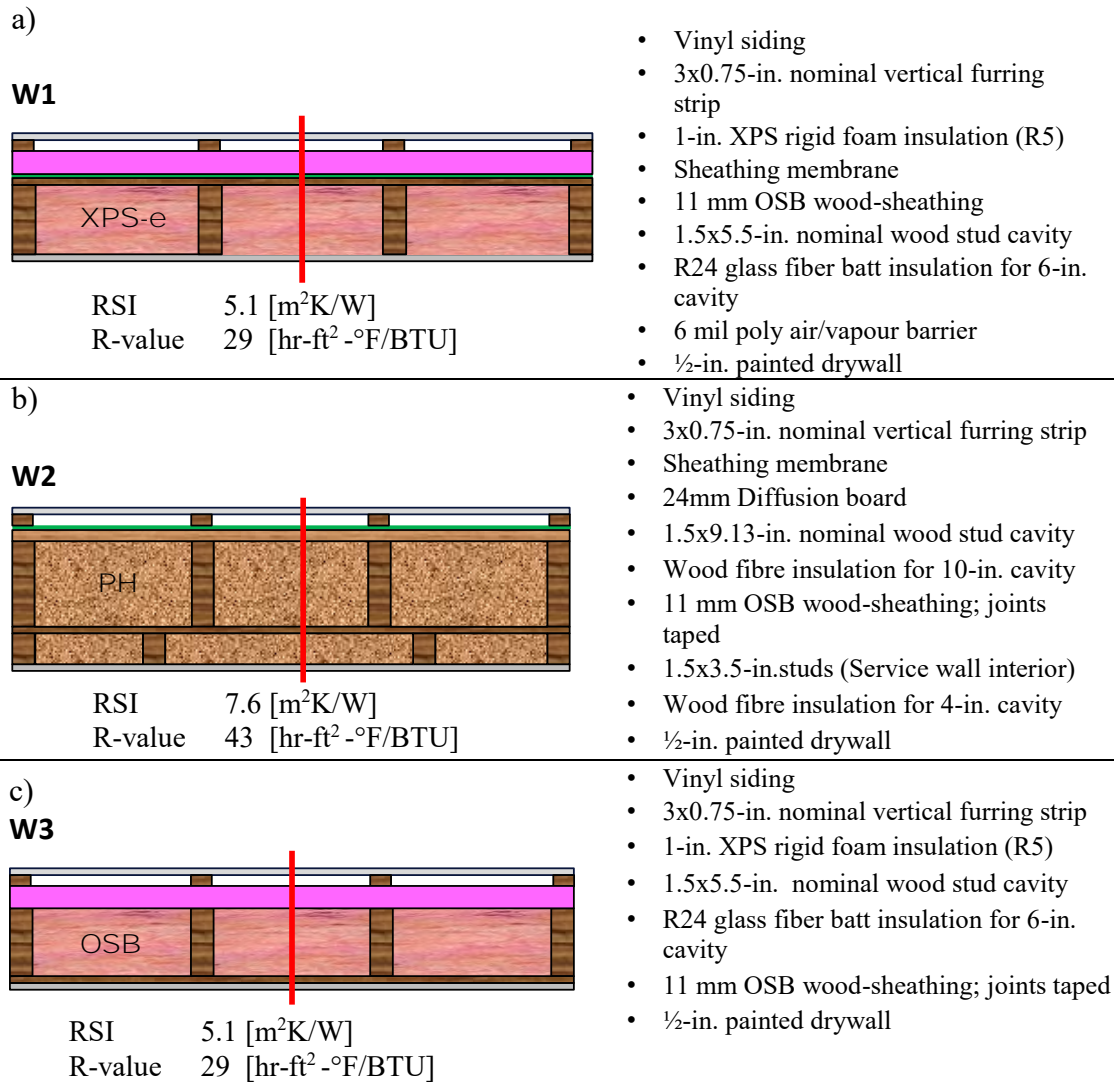 a)
W1
XPS-e
RSI 5.1 [m²K/W]
R-value 29 [hr-ft² -°F/BTU]
• Vinyl siding
• 3x0.75-in. nominal vertical furring
strip
• 1-in. XPS rigid foam insulation (R5)
• Sheathing membrane
• 11 mm OSB wood-sheathing
• 1.5x5.5-in. nominal wood stud cavity
• R24 glass fiber batt insulation for 6-in.
cavity
• 6 mil poly air/vapour barrier
• ½-in. painted drywall
b)
W2
PH
RSI 7.6 [m²K/W]
R-value 43 [hr-ft² -°F/BTU]
• Vinyl siding
• 3x0.75-in. nominal vertical furring strip
• Sheathing membrane
• 24mm Diffusion board
• 1.5x9.13-in. nominal wood stud cavity
• Wood fibre insulation for 10-in. cavity
• 11 mm OSB wood-sheathing; joints
taped
• 1.5x3.5-in.studs (Service wall interior)
• Wood fibre insulation for 4-in. cavity
• ½-in. painted drywall
c)
W3
OSB
RSI 5.1 [m²K/W]
R-value 29 [hr-ft² -°F/BTU]
• Vinyl siding
• 3x0.75-in. nominal vertical furring strip
• 1-in. XPS rigid foam insulation (R5)
• 1.5x5.5-in. nominal wood stud cavity
• R24 glass fiber batt insulation for 6-in.
cavity
• 11 mm OSB wood-sheathing; joints taped
• ½-in. painted drywall